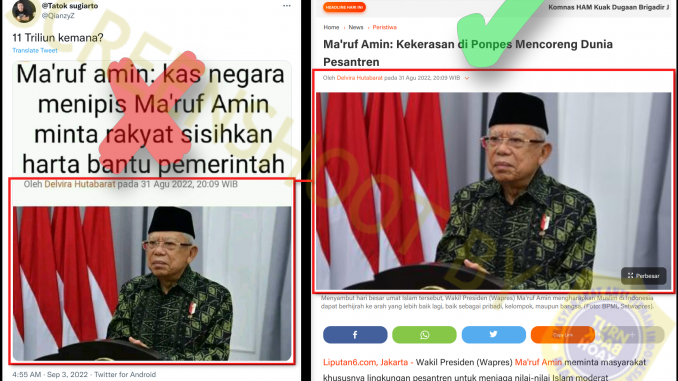 @Tatok sugiarto
@QianzyZ
11 Triliun kemana?
Translate Tweet
Ma'ruf amin: kas negara
menipis Ma'ruf Amin
minta rakyat sisihkan
harta bantu pemerintah
Oleh Delvira Hutabarat pada 31 Agu 2022, 20:09 WIB
4:55 AM · Sep 3, 2022 · Twitter for Android
HEADLINE HARI INI
Komnas HAM Kuak Dugaan Brigadir J
Home › News › Peristiwa
Ma'ruf Amin: Kekerasan di Ponpes Mencoreng Dunia
Pesantren
Oleh Delvira Hutabarat pada 31 Agu 2022, 20:09 WIB
Perbesar
Menyambut hari besar umat Islam tersebut, Wakil Presiden (Wapres) Ma'ruf Amin mengharapkan Muslim di Indonesia
dapat berhijrah ke arah yang lebih baik lagi, baik sebagai pribadi, kelompok, maupun bangsa. (Foto: BPMI, Setwapres).
Liputan6.com, Jakarta - Wakil Presiden (Wapres) Ma'ruf Amin meminta masyarakat
khususnya lingkungan pesantren untuk menjaga nilai-nilai Islam moderat
SCREENSHOOT BY
TURN BACK HOAX